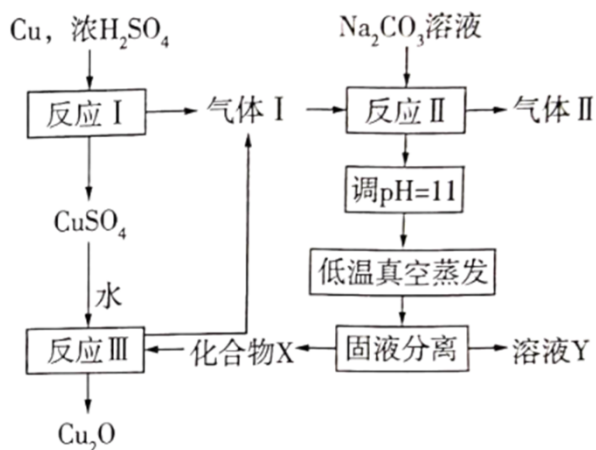 Cu，浓H₂SO₄
Na₂CO₃溶液
反应Ⅰ
气体Ⅰ
反应Ⅱ
气体Ⅱ
调pH=11
CuSO₄
低温真空蒸发
水
反应Ⅲ
化合物X
固液分离
溶液Y
Cu₂O